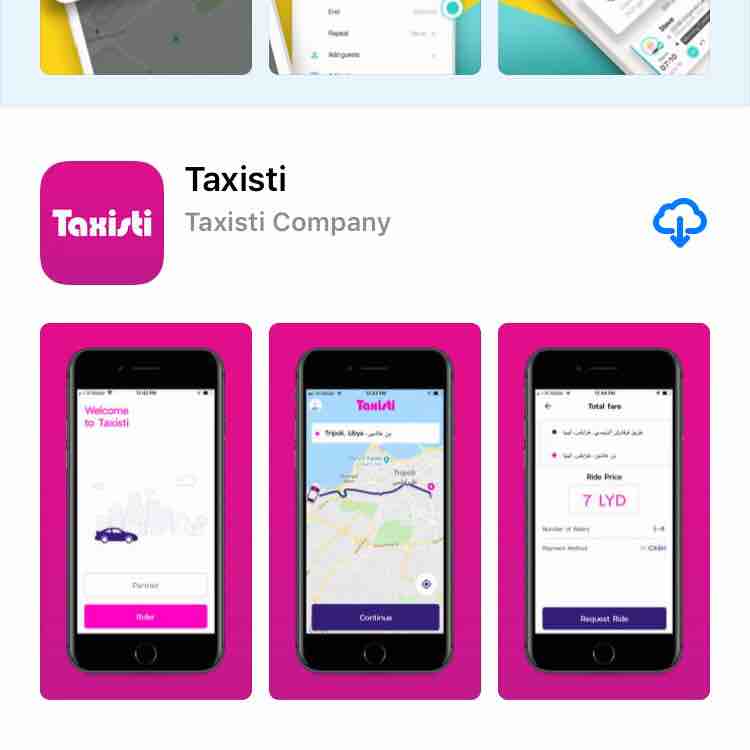 End
Repeat
Add guests
Taxisti
Taxisti
Taxisti Company
Welcome
to Taxisti
Partner
Rider
Taxisti
Tripoli, Libya
Tripoli
طرابلس
Continue
Total fare
Ride Price
7 LYD
Number of Riders
Payment Method
Cash
Request Ride